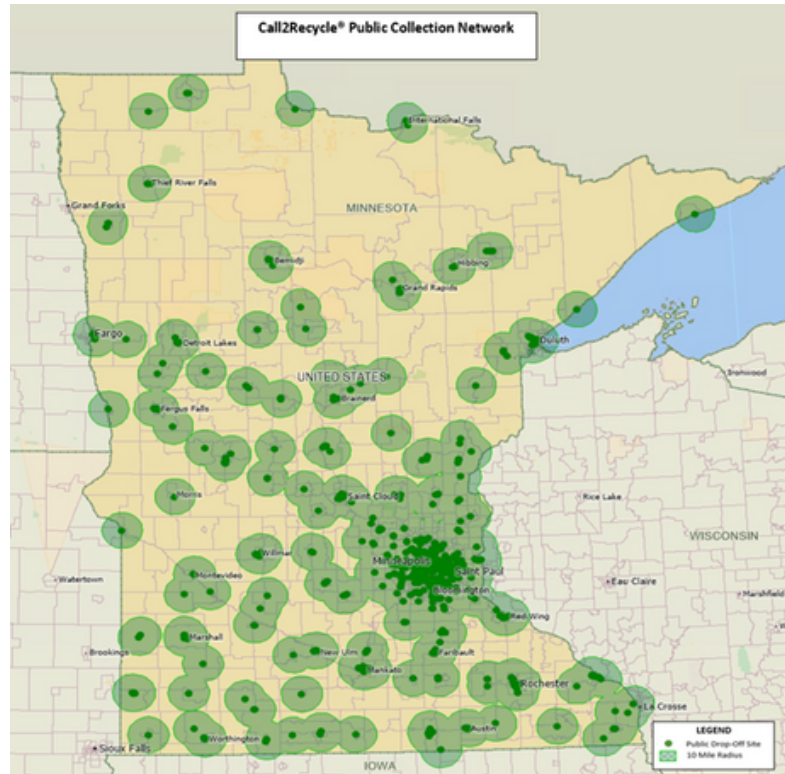 Call2Recycle® Public Collection Network
International Falls
Thief River Falls
Grand Forks
MINNESOTA
Bemidji
Hibbing
Grand Rapids
Fargo
Detroit Lakes
Duluth
UNITED STATES
Ironwood
Brainerd
Fergus Falls
Morris
Saint Cloud
Rice Lake
WISCONSIN
Willmar
Minneapolis
Saint Paul
Watertown
Montevideo
Bloomington
Eau Claire
Marshfield
Red Wing
Brookings
Marshall
New Ulm
Faribault
Mankato
Rochester
La Crosse
Austin
Sioux Falls
Worthington
IOWA
LEGEND
Public Drop-Off Site
10 Mile Radius